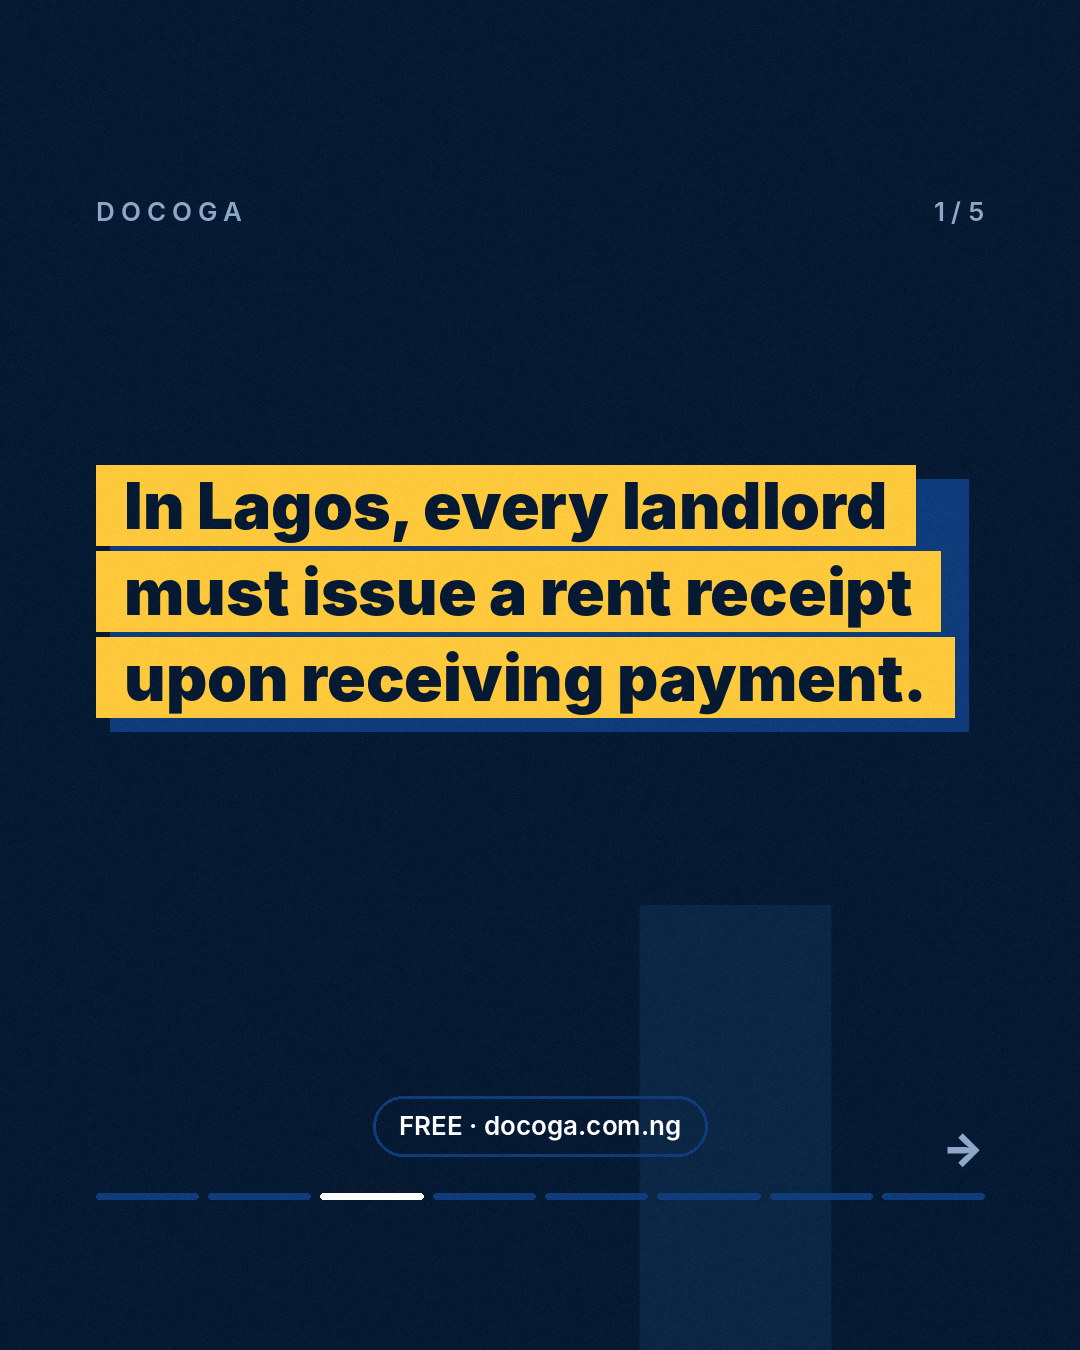 DOCOGA
1/ 5
In Lagos, every landlord
must issue a rent receipt
upon receiving payment.
FREE · docoga.com.ng
→